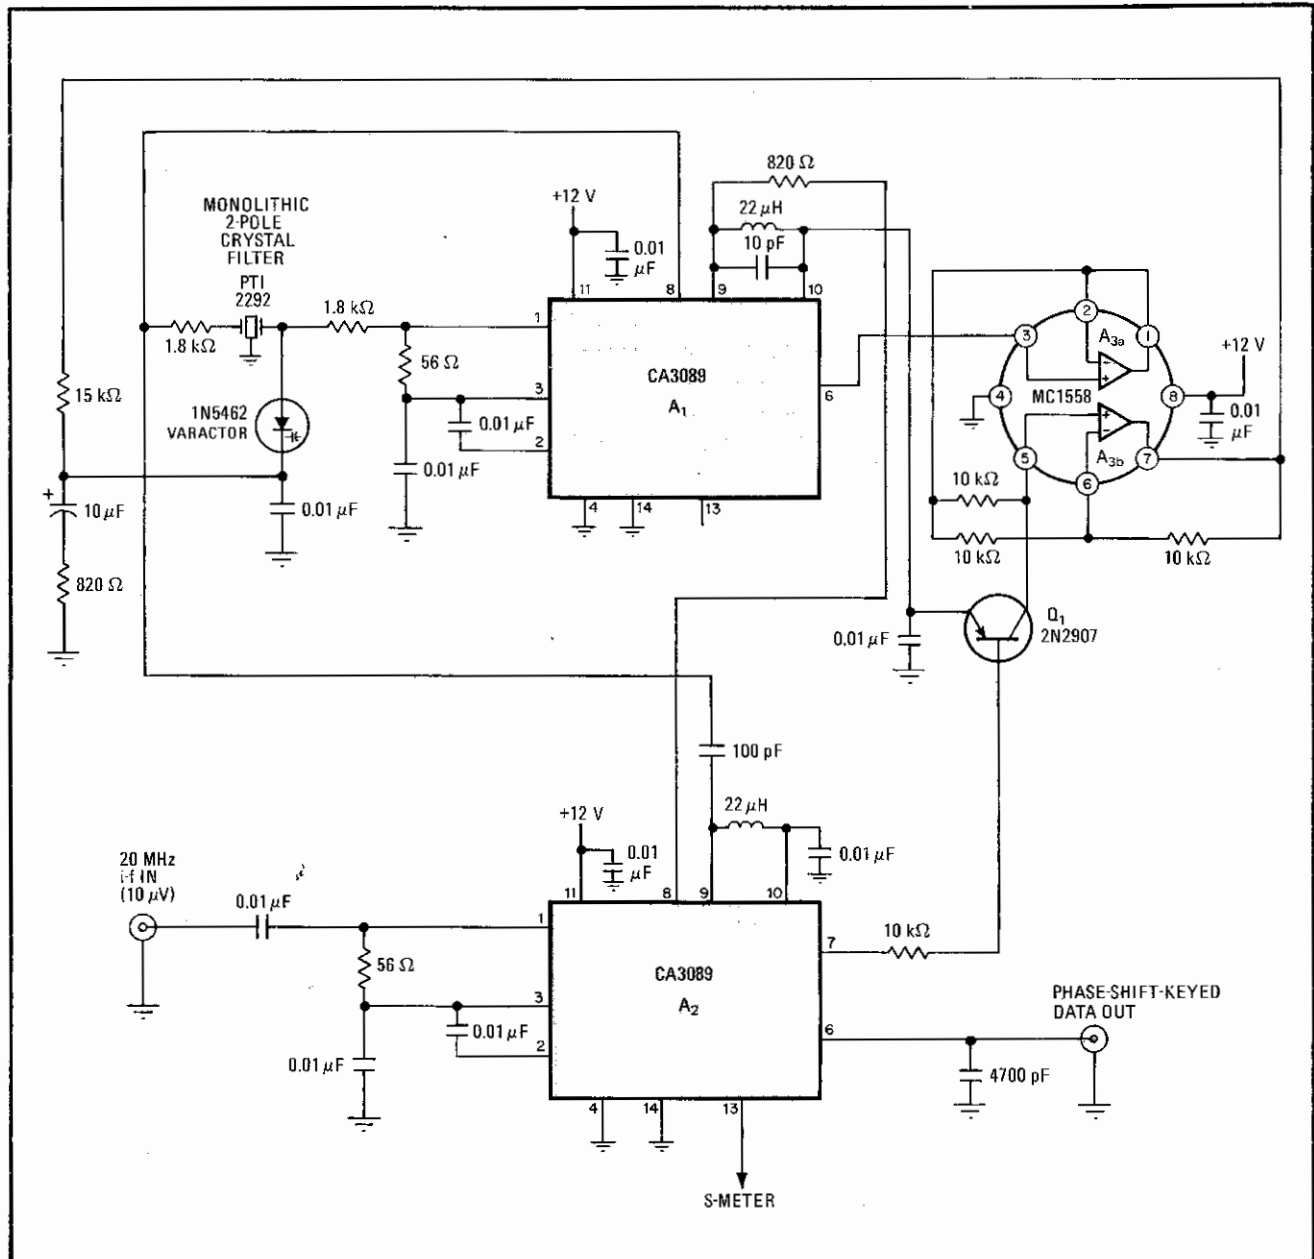 820 Ω
22 μH
10 pF
+12 V
0.01
μF
MONOLITHIC
2-POLE
CRYSTAL
FILTER
PTI
2292
1.8 kΩ
1.8 kΩ
11
8
9
10
1
56 Ω
3
0.01 μF
2
0.01 μF
CA3089
A1
6
4
14
13
15 kΩ
1N5462
VARACTOR
+
10 μF
0.01 μF
820 Ω
2
3
1
A3a
- 
+
+12 V
4
MC1558
8
0.01
μF
+
-
5
A3b
7
6
10 kΩ
10 kΩ
10 kΩ
0.01 μF
Q1
2N2907
100 pF
22 μH
+12 V
0.01
μF
0.01 μF
20 MHz
i-f IN
(10 μV)
0.01 μF
11
8
9
10
1
56 Ω
3
0.01 μF
2
0.01 μF
CA3089
A2
7
10 kΩ
6
PHASE-SHIFT-KEYED
DATA OUT
4700 pF
4
14
13
S-METER